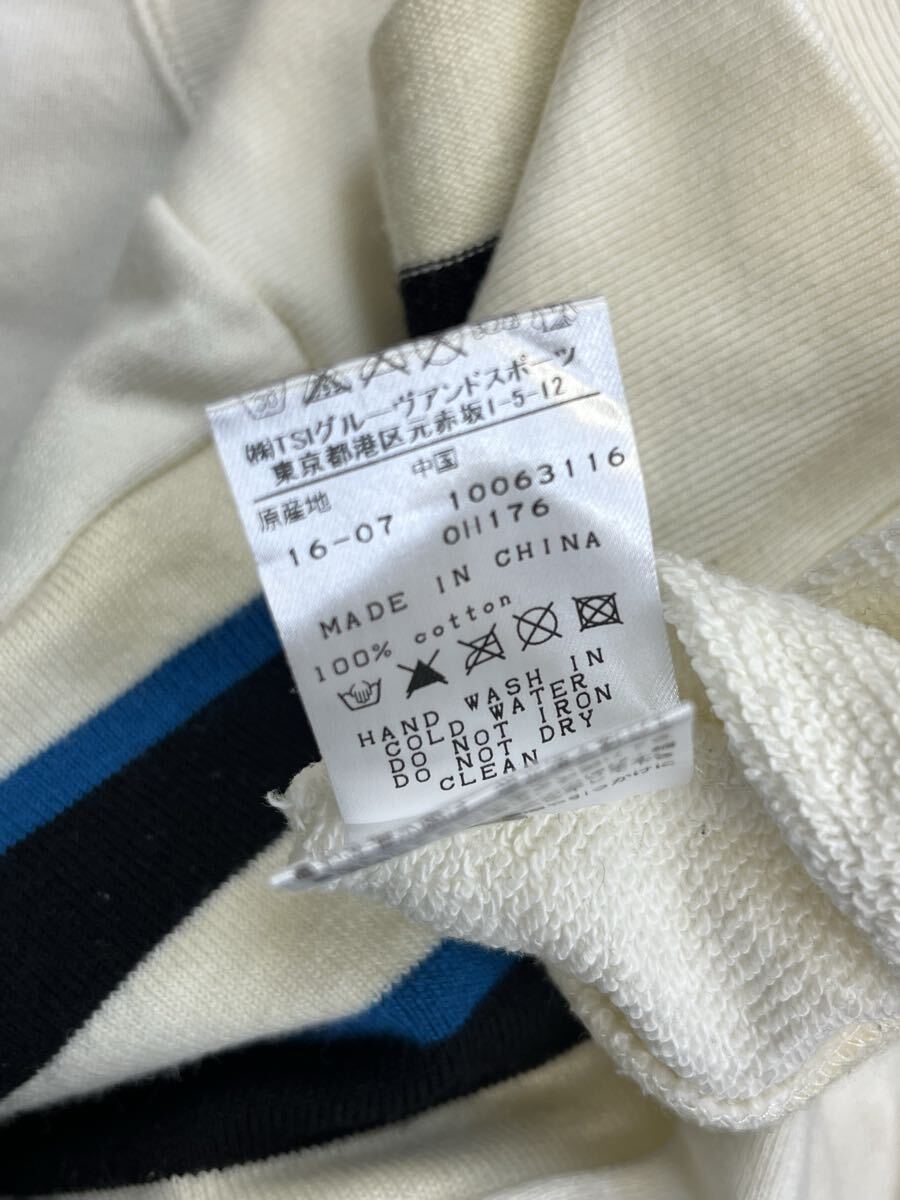 30
㈱TSIグルーヴアンドスポーツ
東京都港区元赤坂1-5-12
原産地 中国
16-07 10063116
011176
MADE IN CHINA
100% cotton
HAND WASH IN
COLD WATER
DO NOT IRON
DO NOT DRY
CLEAN